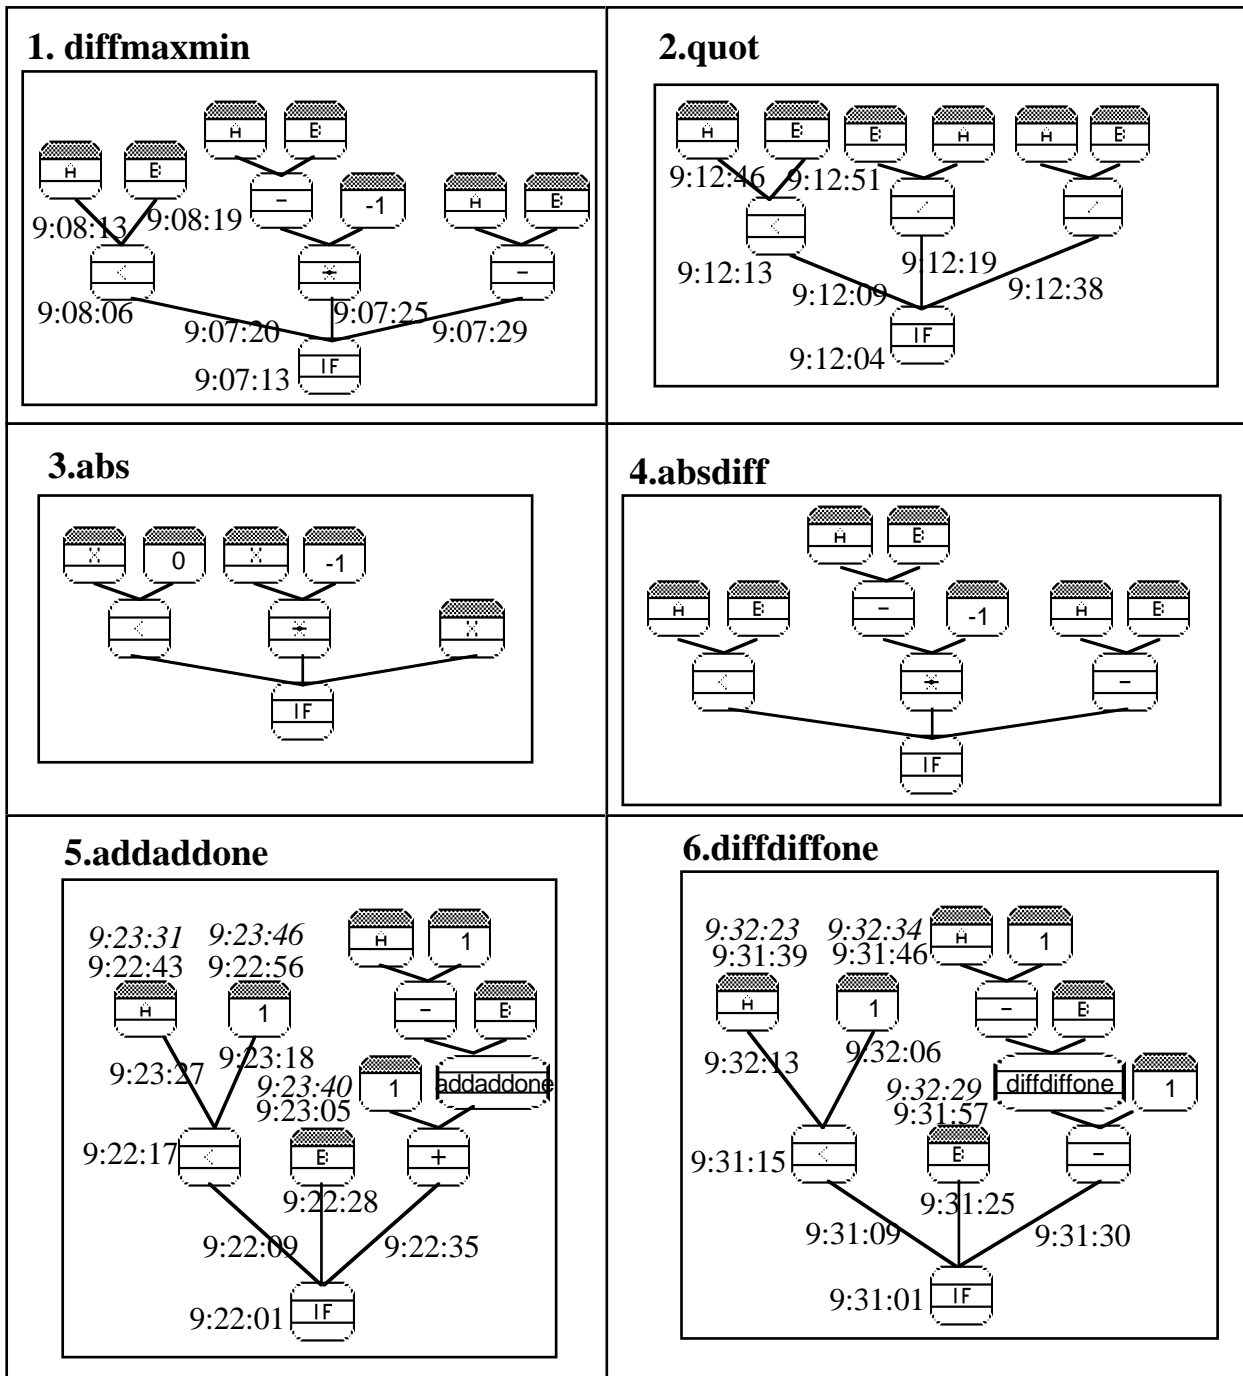 1. diffmaxmin
A B
A B
9:08:13 9:08:19 - -1 A B
< * -
9:08:06 9:07:20 9:07:25 9:07:29
9:07:13 IF
2.quot
A B B A A B
9:12:46 9:12:51 / /
<
9:12:13 9:12:19
9:12:09 9:12:38
9:12:04 IF
3.abs
X 0 X -1
< * X
IF
4.absdiff
A B
A B - -1 A B
< * -
IF
5.addaddone
9:23:31 9:23:46 A 1
9:22:43 9:22:56
A 1 - B
9:23:27 9:23:18
9:23:40 1 addaddone
9:23:05
9:22:17 < B +
9:22:28
9:22:09 9:22:35
9:22:01 IF
6.diffdiffone
9:32:23 9:32:34 A 1
9:31:39 9:31:46
A 1 - B
9:32:13 9:32:06
9:32:29 diffdiffone 1
9:31:57
9:31:15 < B -
9:31:25
9:31:09 9:31:30
9:31:01 IF